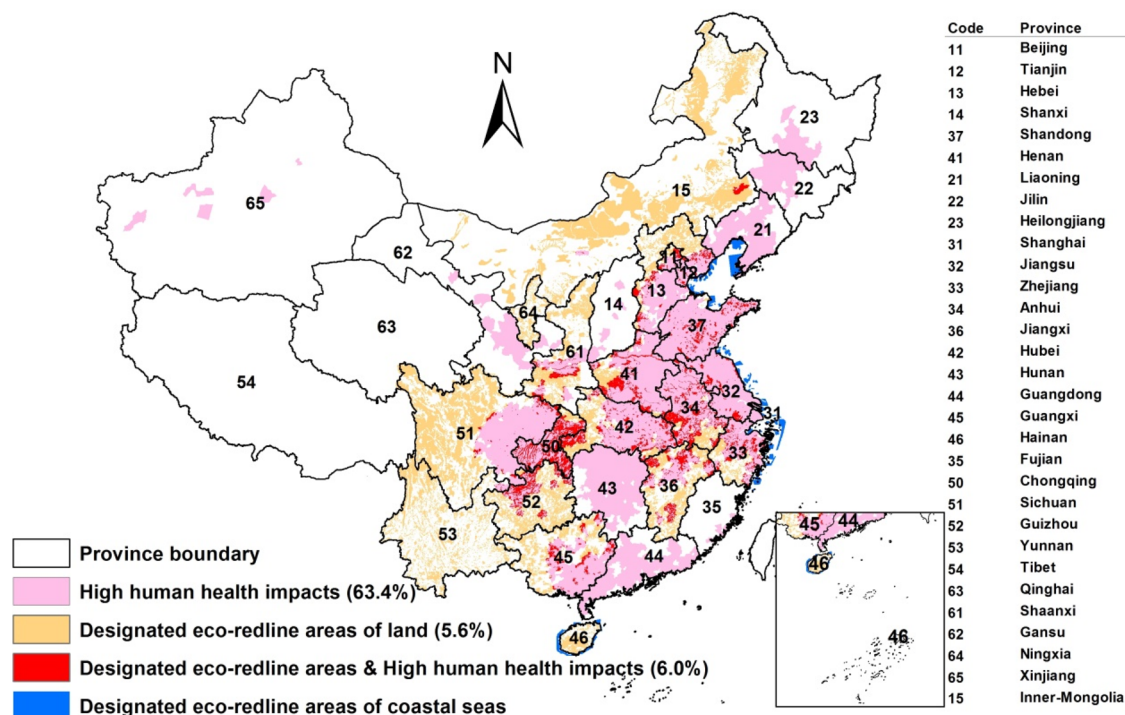 N
Code Province
11 Beijing
12 Tianjin
13 Hebei
14 Shanxi
37 Shandong
41 Henan
21 Liaoning
22 Jilin
23 Heilongjiang
31 Shanghai
32 Jiangsu
33 Zhejiang
34 Anhui
36 Jiangxi
42 Hubei
43 Hunan
44 Guangdong
45 Guangxi
46 Hainan
35 Fujian
50 Chongqing
51 Sichuan
52 Guizhou
53 Yunnan
54 Tibet
63 Qinghai
61 Shaanxi
62 Gansu
64 Ningxia
65 Xinjiang
15 Inner-Mongolia
23
15
22
65
21
62
11
12
13
14
64
63
37
61
41
54
32
34
31
51
42
50
33
43
36
52
35
53
45
44
46
45 44
46
46
Province boundary
High human health impacts (63.4%)
Designated eco-redline areas of land (5.6%)
Designated eco-redline areas & High human health impacts (6.0%)
Designated eco-redline areas of coastal seas